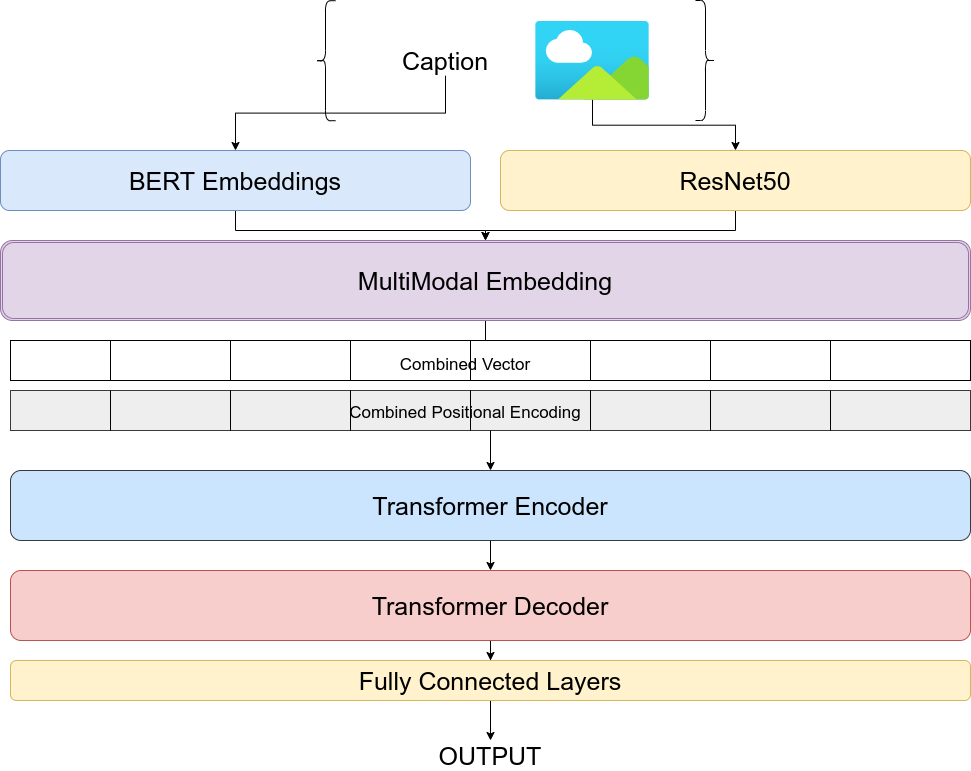 Caption
BERT Embeddings
ResNet50
MultiModal Embedding
Combined Vector
Combined Positional Encoding
Transformer Encoder
Transformer Decoder
Fully Connected Layers
OUTPUT